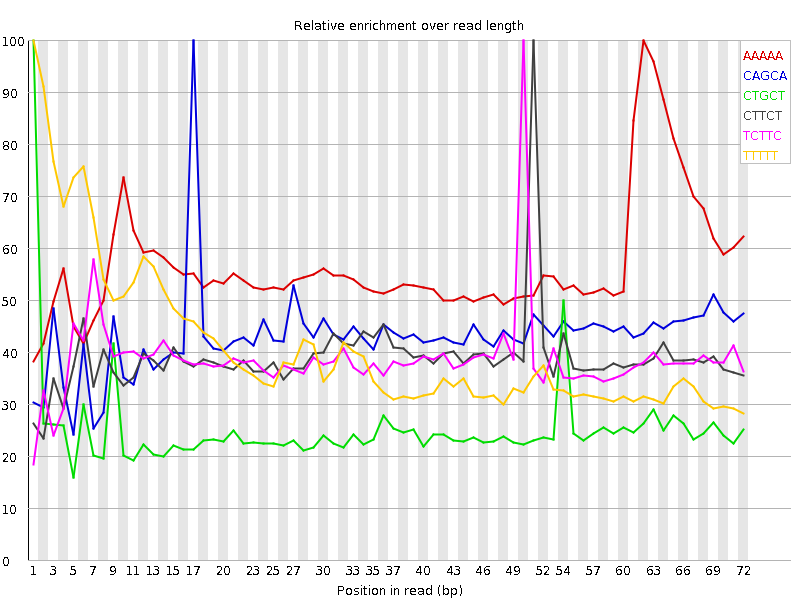 Relative enrichment over read length
100
90
80
70
60
50
40
30
20
10
0
AAAAA
CAGCA
CTGCT
CTTCT
TCTTC
TTTTT
1 3 5 7 9 11 13 15 17 20 23 25 27 30 33 35 37 40 43 46 49 52 54 57 60 63 66 69 72
Position in read (bp)